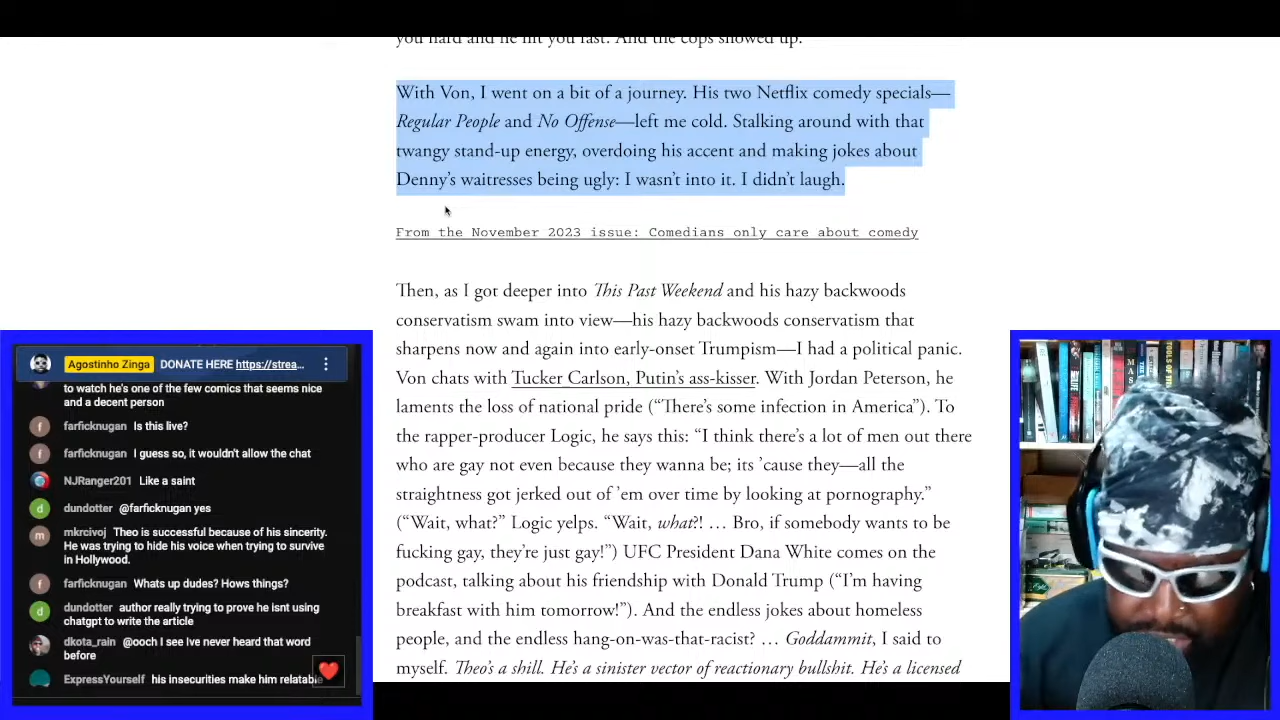 you hard and he hit you fast. And the cops showed up.
With Von, I went on a bit of a journey. His two Netflix comedy specials—
Regular People and No Offense—left me cold. Stalking around with that
twangy stand-up energy, overdoing his accent and making jokes about
Denny’s waitresses being ugly: I wasn’t into it. I didn’t laugh.
From the November 2023 issue: Comedians only care about comedy
Then, as I got deeper into This Past Weekend and his hazy backwoods
conservatism swam into view—his hazy backwoods conservatism that
sharpens now and again into early-onset Trumpism—I had a political panic.
Von chats with Tucker Carlson, Putin’s ass-kisser. With Jordan Peterson, he
laments the loss of national pride (“There’s some infection in America”). To
the rapper-producer Logic, he says this: “I think there’s a lot of men out there
who are gay not even because they wanna be; its ’cause they—all the
straightness got jerked out of ’em over time by looking at pornography.”
(“Wait, what?” Logic yelps. “Wait, what?! … Bro, if somebody wants to be
fucking gay, they’re just gay!”) UFC President Dana White comes on the
podcast, talking about his friendship with Donald Trump (“I’m having
breakfast with him tomorrow!”). And the endless jokes about homeless
people, and the endless hang-on-was-that-racist? … Goddammit, I said to
myself. Theo’s a shill. He’s a sinister vector of reactionary bullshit. He’s a licensed
Agostinho Zinga DONATE HERE https://strea...
to watch he's one of the few comics that seems nice
and a decent person
farficknugan Is this live?
farficknugan I guess so, it wouldn't allow the chat
NJRanger201 Like a saint
dundotter @farficknugan yes
mkrcivoj Theo is successful because of his sincerity.
He was trying to hide his voice when trying to survive
in Hollywood.
farficknugan Whats up dudes? Hows things?
dundotter author really trying to prove he isnt using
chatgpt to write the article
dkota_rain @ooch I see Ive never heard that word
before
ExpressYourself his insecurities make him relatable